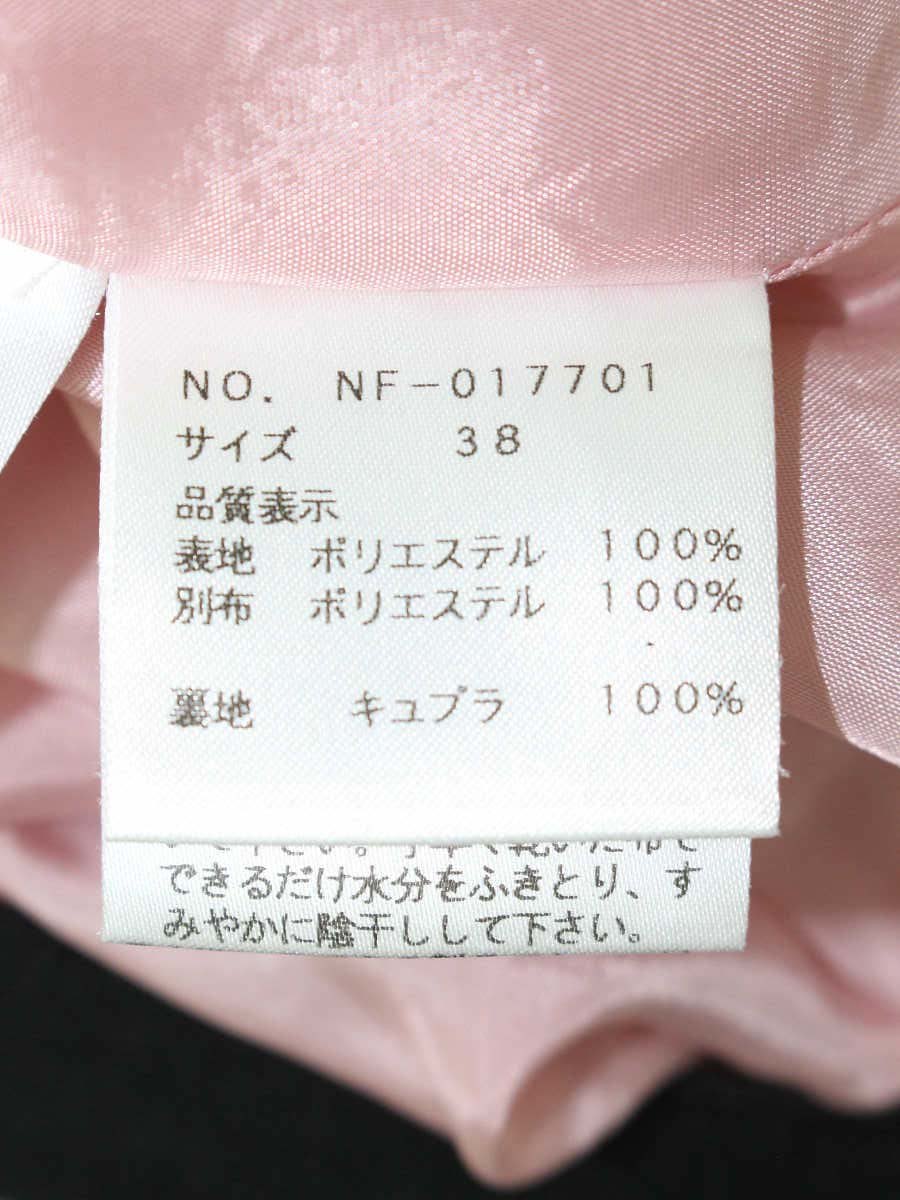 NO. NF-017701
サイズ 38
品質表示
表地 ポリエステル 100%
別布 ポリエステル 100%
裏地 キュプラ 100%
できるだけ水分をふきとり、す
みやかに陰干しして下さい。